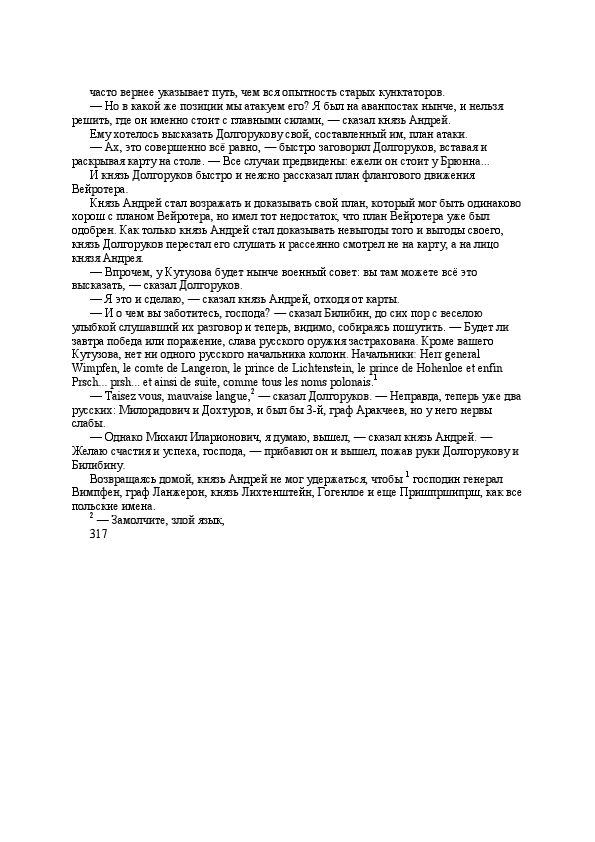 часто вернее указывает путь, чем вся опытность старых кунктаторов.
— Но в какой же позиции мы атакуем его? Я был на аванпостах нынче, и нельзя
решить, где он именно стоит с главными силами, — сказал князь Андрей.
Ему хотелось высказать Долгорукову свой, составленный им, план атаки.
— Ах, это совершенно всё равно, — быстро заговорил Долгоруков, вставая и
раскрывая карту на столе. — Все случаи предвидены: ежели он стоит у Брюнна...
И князь Долгоруков быстро и неясно рассказал план флангового движения
Вейротера.
Князь Андрей стал возражать и доказывать свой план, который мог быть одинаково
хорош с планом Вейротера, но имел тот недостаток, что план Вейротера уже был
одобрен. Как только князь Андрей стал доказывать невыгоды того и выгоды своего,
князь Долгоруков перестал его слушать и рассеянно смотрел не на карту, а на лицо
князя Андрея.
— Впрочем, у Кутузова будет нынче военный совет: вы там можете всё это
высказать, — сказал Долгоруков.
— Я это и сделаю, — сказал князь Андрей, отходя от карты.
— И о чем вы заботитесь, господа? — сказал Билибин, до сих пор с веселою
улыбкой слушавший их разговор и теперь, видимо, собираясь пошутить. — Будет ли
завтра победа или поражение, слава русского оружия застрахована. Кроме вашего
Кутузова, нет ни одного русского начальника колонн. Начальники: Herr general
Wimpfen, le comte de Langeron, le prince de Lichtenstein, le prince de Hohenloe et enfin
Prsch... prsh... et ainsi de suite, comme tous les noms polonais.1
— Taisez vous, mauvaise langue,2 — сказал Долгоруков. — Неправда, теперь уже два
русских: Милорадович и Дохтуров, и был бы 3-й, граф Аракчеев, но у него нервы
слабы.
— Однако Михаил Иларионович, я думаю, вышел, — сказал князь Андрей. —
Желаю счастия и успеха, господа, — прибавил он и вышел, пожав руки Долгорукову и
Билибину.
Возвращаясь домой, князь Андрей не мог удержаться, чтобы 1 господин генерал
Вимпфен, граф Ланжерон, князь Лихтенштейн, Гогенлое и еще Пришпршипрш, как все
польские имена.
2 — Замолчите, злой язык,
317